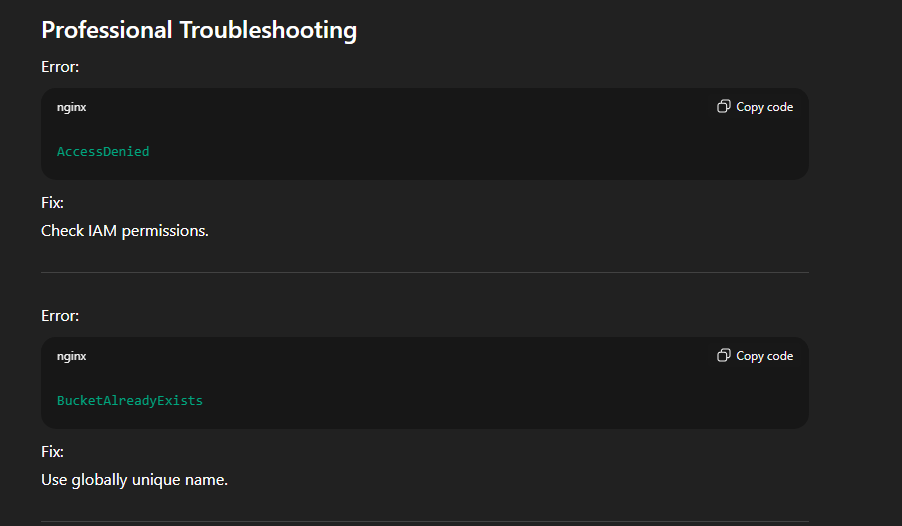 Professional Troubleshooting
Error:
nginx
Copy code
AccessDenied
Fix:
Check IAM permissions.
Error:
nginx
Copy code
BucketAlreadyExists
Fix:
Use globally unique name.